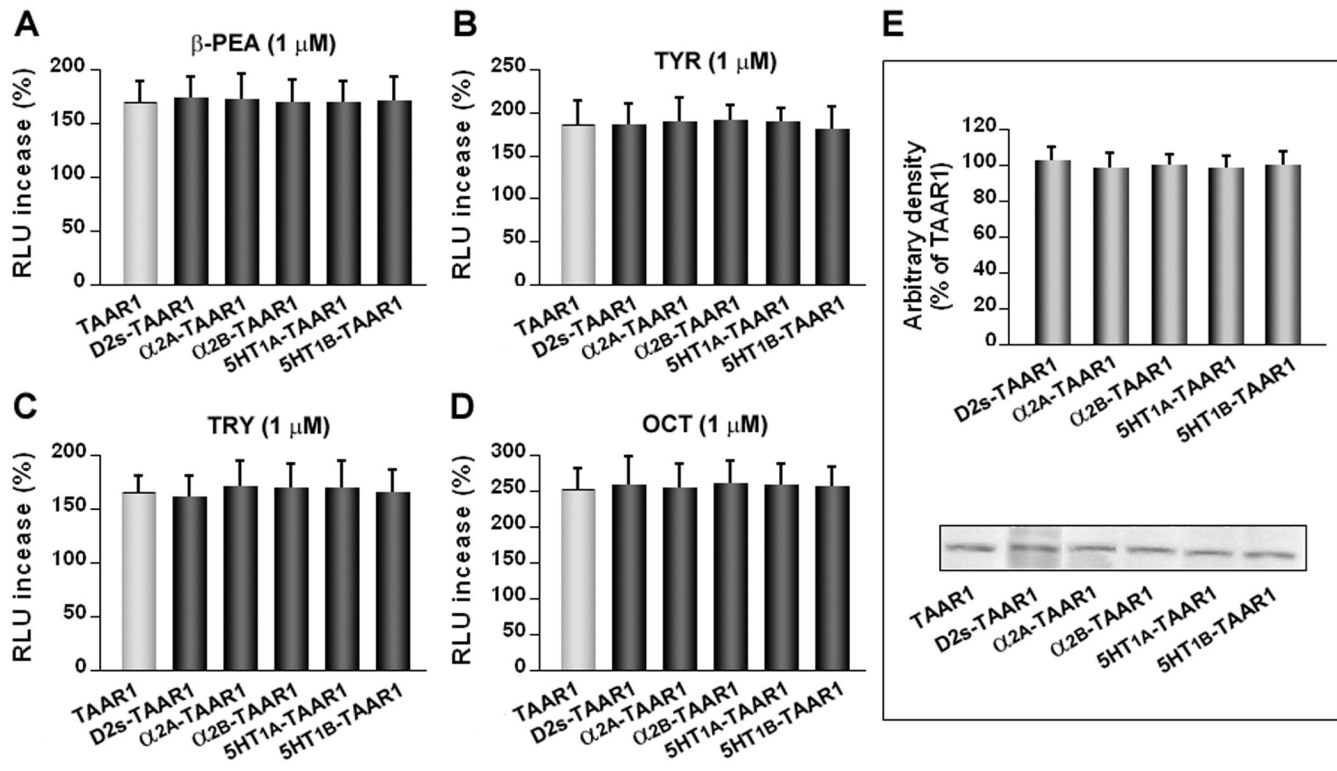 A
β-PEA (1 µM)
RLU incease (%)
200
150
100
50
0
TAAR1
D2s-TAAR1
α2A-TAAR1
α2B-TAAR1
5HT1A-TAAR1
5HT1B-TAAR1
B
TYR (1 µM)
RLU incease (%)
250
200
150
100
50
0
TAAR1
D2s-TAAR1
α2A-TAAR1
α2B-TAAR1
5HT1A-TAAR1
5HT1B-TAAR1
C
TRY (1 µM)
RLU incease (%)
200
150
100
50
0
TAAR1
D2s-TAAR1
α2A-TAAR1
α2B-TAAR1
5HT1A-TAAR1
5HT1B-TAAR1
D
OCT (1 µM)
RLU incease (%)
300
250
200
150
100
50
0
TAAR1
D2s-TAAR1
α2A-TAAR1
α2B-TAAR1
5HT1A-TAAR1
5HT1B-TAAR1
E
Arbitrary density
(% of TAAR1)
120
100
80
60
40
20
0
D2s-TAAR1
α2A-TAAR1
α2B-TAAR1
5HT1A-TAAR1
5HT1B-TAAR1
TAAR1
D2s-TAAR1
α2A-TAAR1
α2B-TAAR1
5HT1A-TAAR1
5HT1B-TAAR1